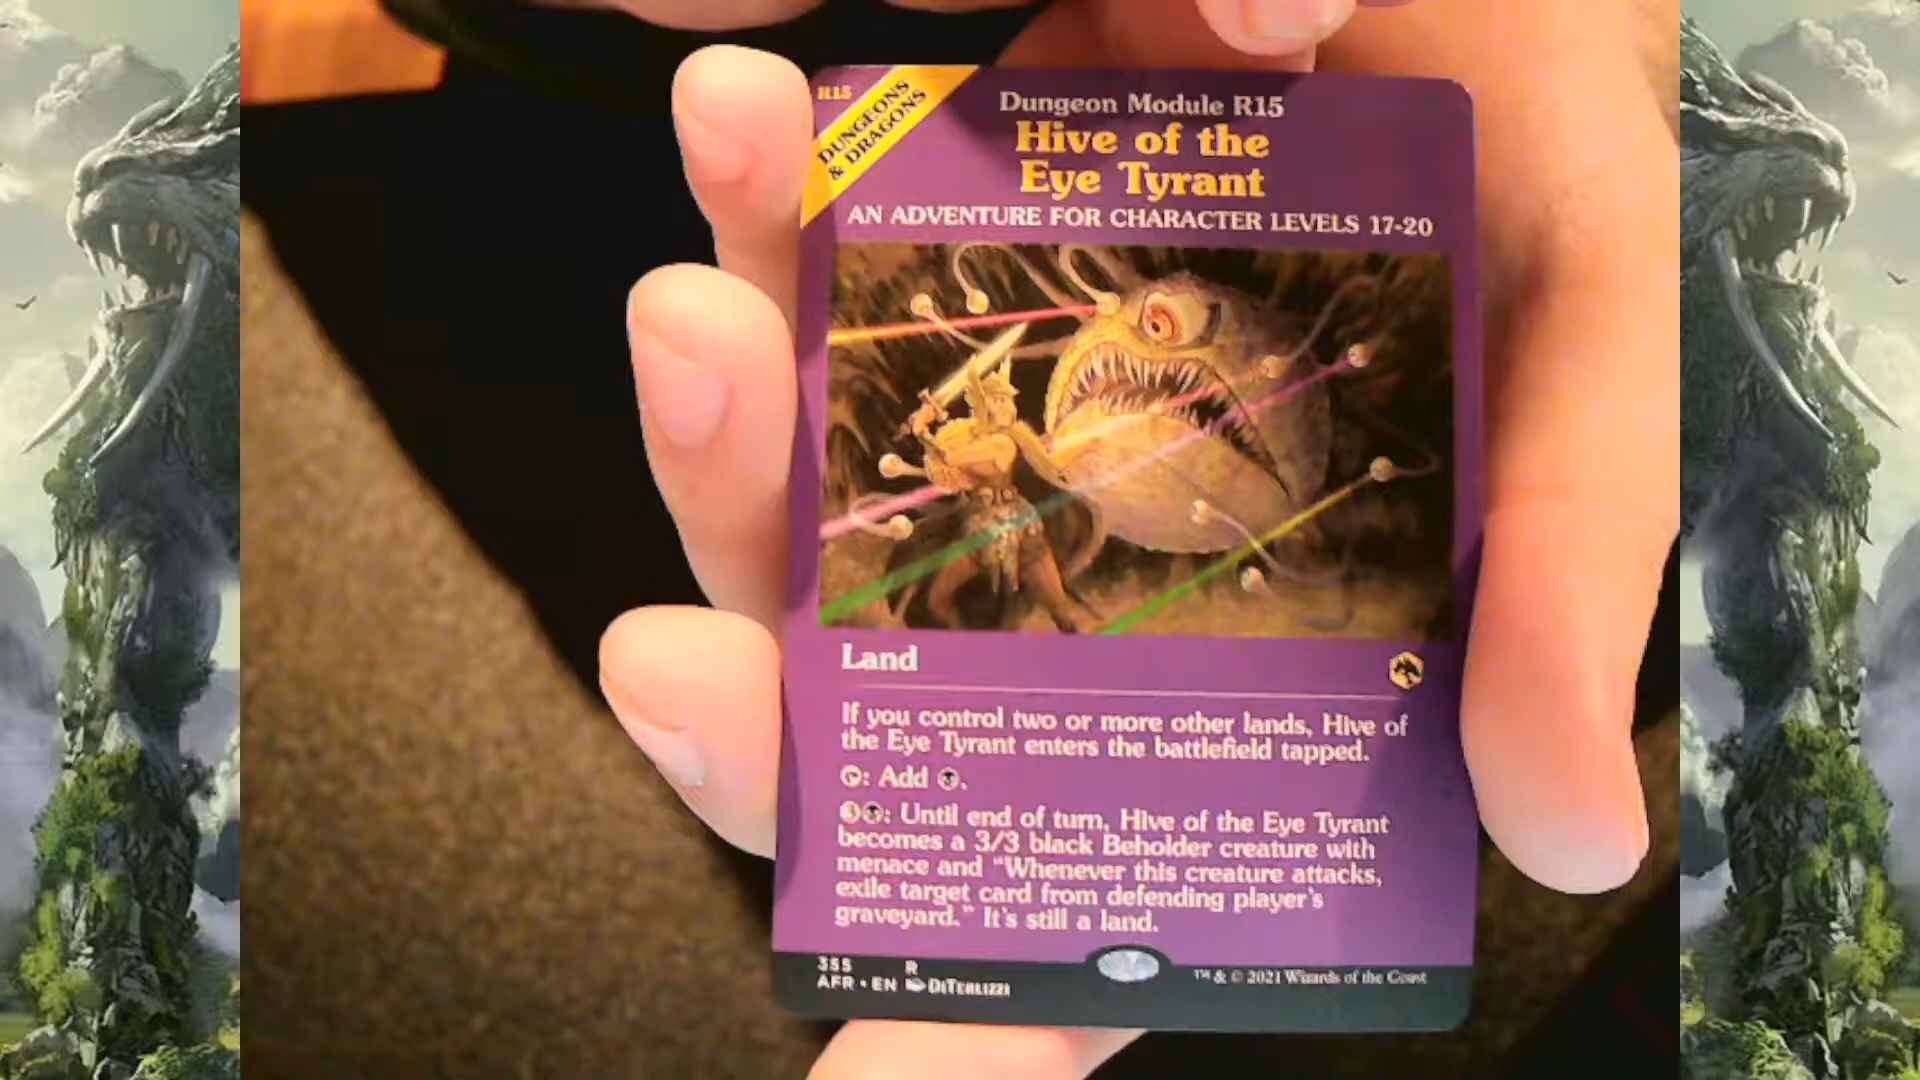 R15
DUNGEONS
& DRAGONS
Dungeon Module R15
Hive of the
Eye Tyrant
AN ADVENTURE FOR CHARACTER LEVELS 17-20
Land
If you control two or more other lands, Hive of
the Eye Tyrant enters the battlefield tapped.
: Add .
3: Until end of turn, Hive of the Eye Tyrant
becomes a 3/3 black Beholder creature with
menace and “Whenever this creature attacks,
exile target card from defending player's
graveyard.” It's still a land.
355 R
AFR • EN DiTerlizzi
™ & © 2021 Wizards of the Coast